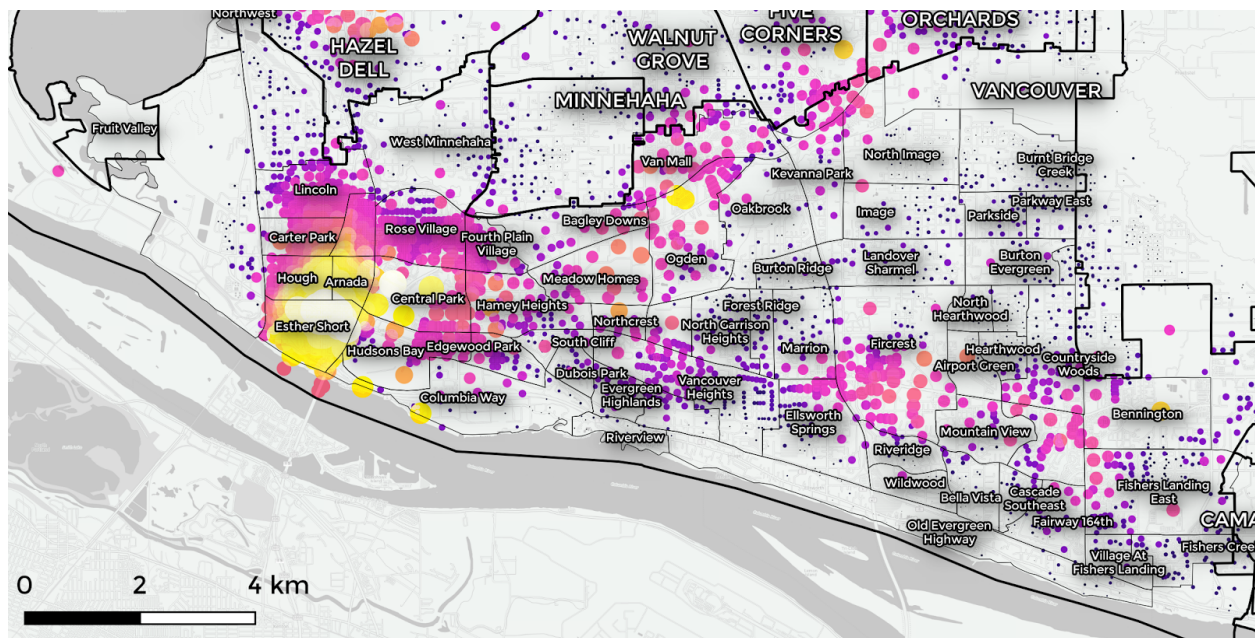 Northwest
HAZEL
DELL
WALNUT
GROVE
FIVE
CORNERS
ORCHARDS
MINNEHAHA
VANCOUVER
Fruit Valley
West Minnehaha
Van Mall
Kevanna Park
North Image
Burnt Bridge
Creek
Lincoln
Parkway East
Bagley Downs
Oakbrook
Image
Parkside
Carter Park
Rose Village
Fourth Plain
Village
Ogden
Landover
Sharmel
Burton
Evergreen
Burton Ridge
Hough
Arnada
Meadow Homes
Central Park
Hamey Heights
Forest Ridge
North
Hearthwood
Esther Short
Northcrest
North Garrison
Heights
Hudsons Bay
Edgewood Park
South Cliff
Marrion
Fircrest
Hearthwood
Airport Green
Countryside
Woods
Dubois Park
Vancouver
Heights
Evergreen
Highlands
Columbia Way
Ellsworth
Springs
Bennington
Mountain View
Riverview
Riveridge
Wildwood
Bella Vista
Cascade
Southeast
Fishers Landing
East
Old Evergreen
Highway
Fairway 164th
CAMA
Village At
Fishers Landing
Fishers Cree
0 2 4 km